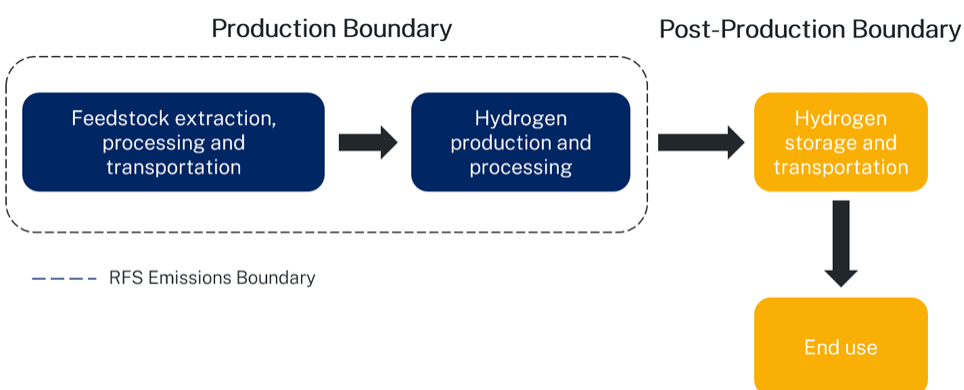 Production Boundary
Post-Production Boundary
Feedstock extraction,
processing and
transportation
Hydrogen
production and
processing
Hydrogen
storage and
transportation
RFS Emissions Boundary
End use